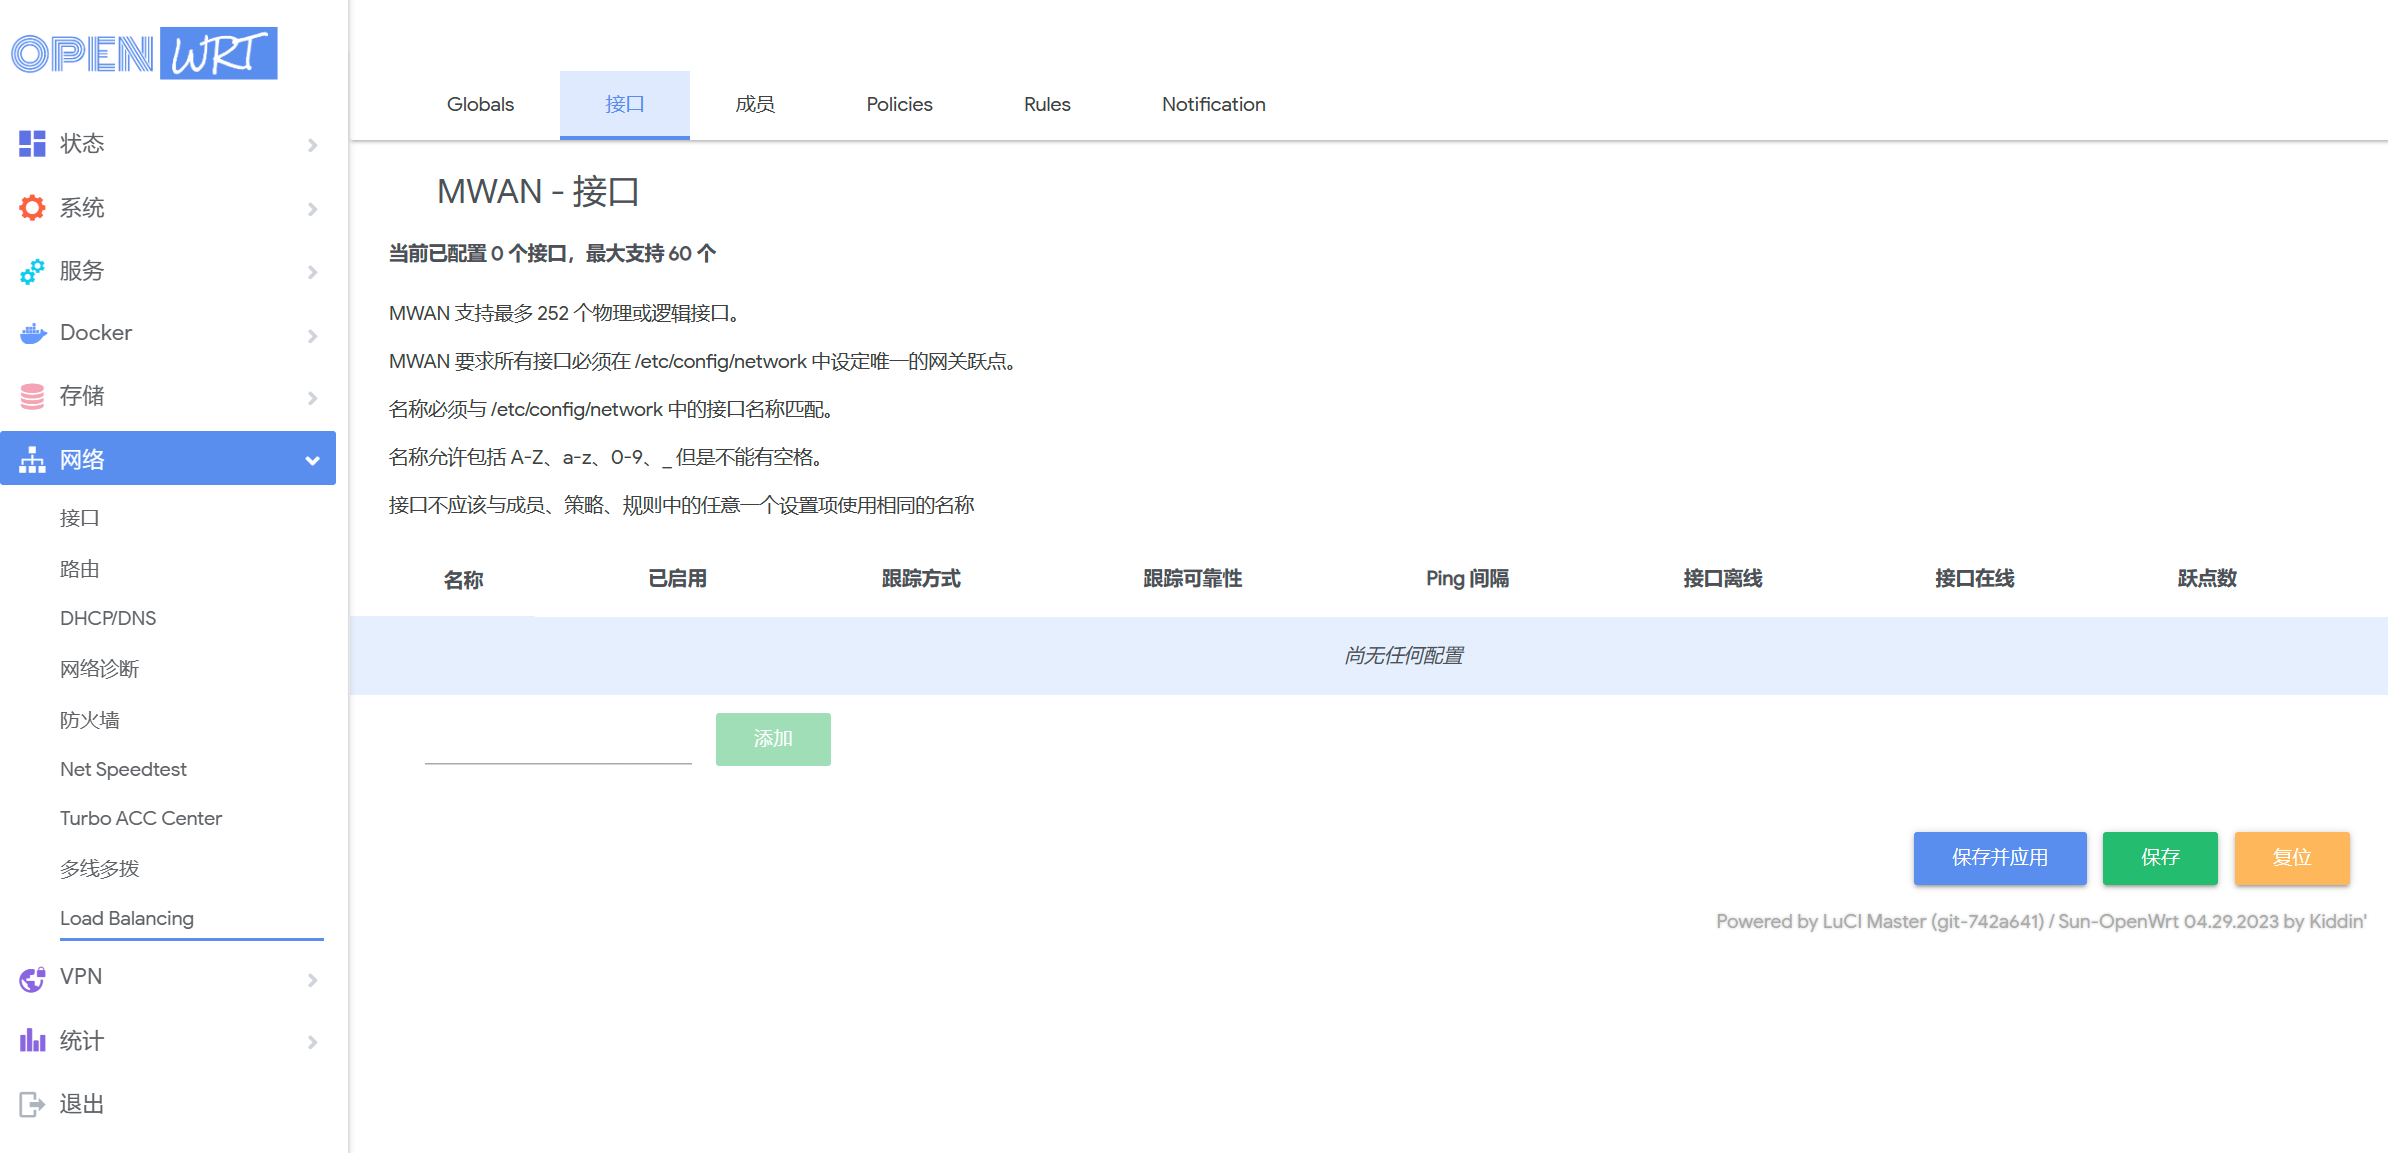 OPENWRT
状态
系统
服务
Docker
存储
网络
接口
路由
DHCP/DNS
网络诊断
防火墙
Net Speedtest
Turbo ACC Center
多线多拨
Load Balancing
VPN
统计
退出
Globals 接口 成员 Policies Rules Notification
MWAN - 接口
当前已配置 0 个接口，最大支持 60 个
MWAN 支持最多 252 个物理或逻辑接口。
MWAN 要求所有接口必须在 /etc/config/network 中设定唯一的网关跃点。
名称必须与 /etc/config/network 中的接口名称匹配。
名称允许包括 A-Z、a-z、0-9、_ 但是不能有空格。
接口不应该与成员、策略、规则中的任意一个设置项使用相同的名称
名称 已启用 跟踪方式 跟踪可靠性 Ping 间隔 接口离线 接口在线 跃点数
尚无任何配置
添加
保存并应用 保存 复位
Powered by LuCI Master (git-742a641) / Sun-OpenWrt 04.29.2023 by Kiddin'